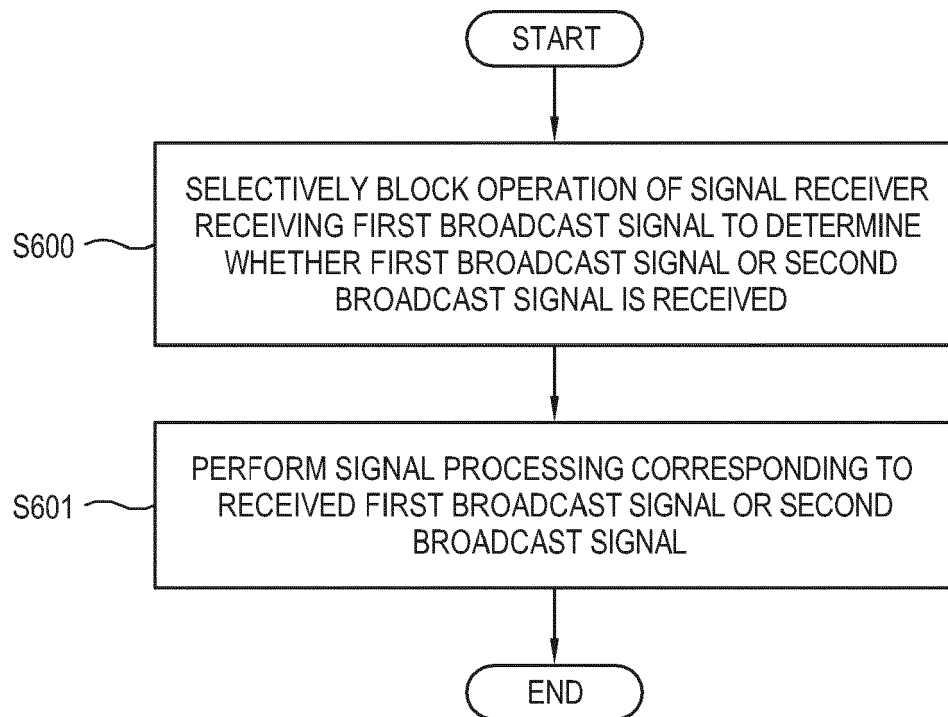 START
SELECTIVELY BLOCK OPERATION OF SIGNAL RECEIVER
RECEIVING FIRST BROADCAST SIGNAL TO DETERMINE
WHETHER FIRST BROADCAST SIGNAL OR SECOND
BROADCAST SIGNAL IS RECEIVED
S600
PERFORM SIGNAL PROCESSING CORRESPONDING TO
RECEIVED FIRST BROADCAST SIGNAL OR SECOND
BROADCAST SIGNAL
S601
END